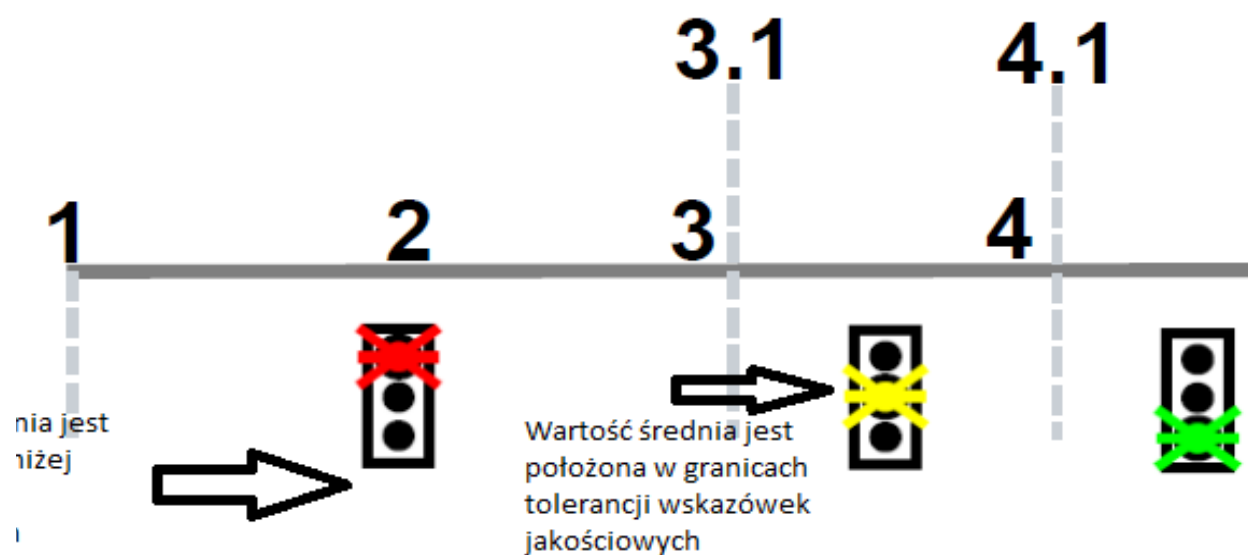 3.1 4.1
1 2 3 4
nia jest
niżej
Wartość średnia jest
położona w granicach
tolerancji wskazówek
jakościowych